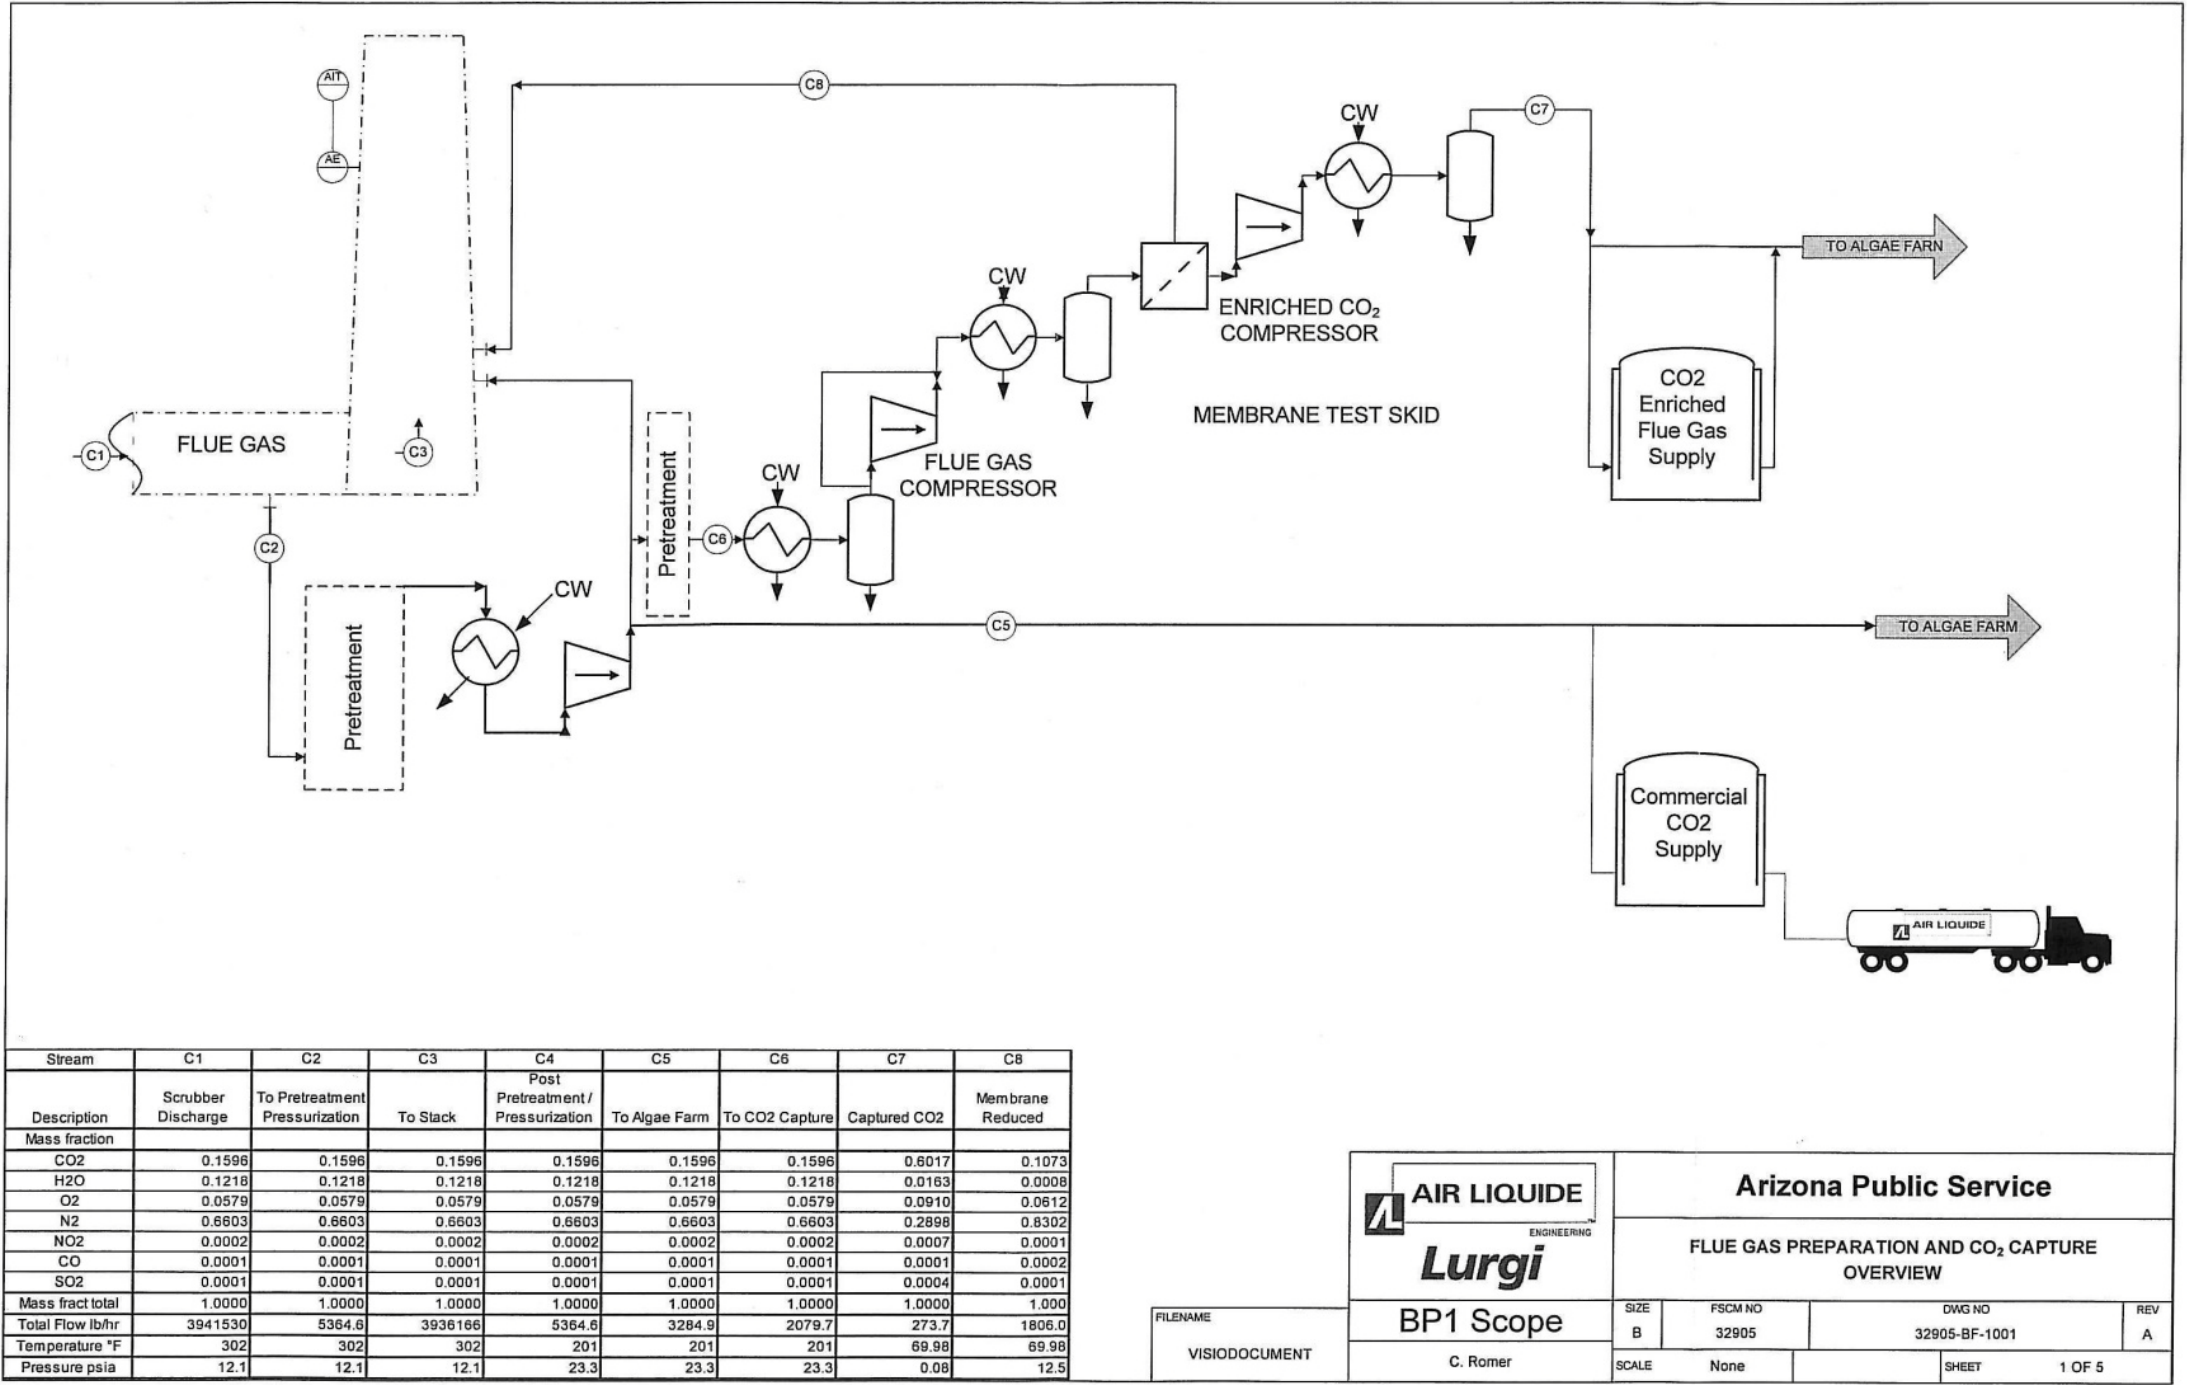 AIT
AE
C8
CW
C7
TO ALGAE FARN
CW
ENRICHED CO₂
COMPRESSOR
CO2
Enriched
Flue Gas
Supply
MEMBRANE TEST SKID
C1
FLUE GAS
C3
Pretreatment
CW
FLUE GAS
COMPRESSOR
C6
C2
Pretreatment
CW
C5
TO ALGAE FARM
Commercial
CO2
Supply
AIR LIQUIDE
Stream C1 C2 C3 C4 C5 C6 C7 C8
Description Scrubber Discharge To Pretreatment Pressurization To Stack Post Pretreatment / Pressurization To Algae Farm To CO2 Capture Captured CO2 Membrane Reduced
Mass fraction
CO2 0.1596 0.1596 0.1596 0.1596 0.1596 0.1596 0.6017 0.1073
H2O 0.1218 0.1218 0.1218 0.1218 0.1218 0.1218 0.0163 0.0008
O2 0.0579 0.0579 0.0579 0.0579 0.0579 0.0579 0.0910 0.0612
N2 0.6603 0.6603 0.6603 0.6603 0.6603 0.6603 0.2898 0.8302
NO2 0.0002 0.0002 0.0002 0.0002 0.0002 0.0002 0.0007 0.0001
CO 0.0001 0.0001 0.0001 0.0001 0.0001 0.0001 0.0001 0.0002
SO2 0.0001 0.0001 0.0001 0.0001 0.0001 0.0001 0.0004 0.0001
Mass fract total 1.0000 1.0000 1.0000 1.0000 1.0000 1.0000 1.0000 1.000
Total Flow lb/hr 3941530 5364.6 3936166 5364.6 3284.9 2079.7 273.7 1806.0
Temperature °F 302 302 302 201 201 201 69.98 69.98
Pressure psia 12.1 12.1 12.1 23.3 23.3 23.3 0.08 12.5
FILENAME
VISIODOCUMENT
AIR LIQUIDE
™
ENGINEERING
Lurgi
BP1 Scope
C. Romer
Arizona Public Service
FLUE GAS PREPARATION AND CO₂ CAPTURE
OVERVIEW
SIZE FSCM NO DWG NO REV
B 32905 32905-BF-1001 A
SCALE None SHEET 1 OF 5